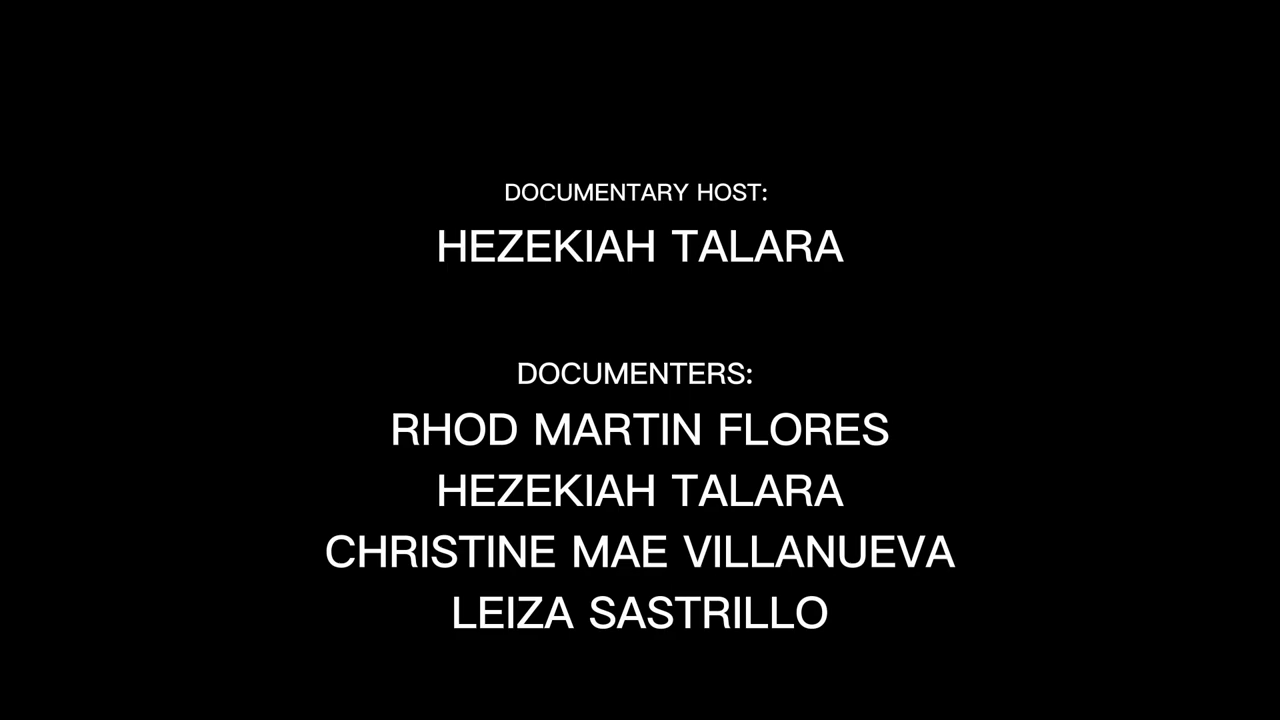 DOCUMENTARY HOST:
HEZEKIAH TALARA
DOCUMENTERS:
RHOD MARTIN FLORES
HEZEKIAH TALARA
CHRISTINE MAE VILLANUEVA
LEIZA SASTRILLO